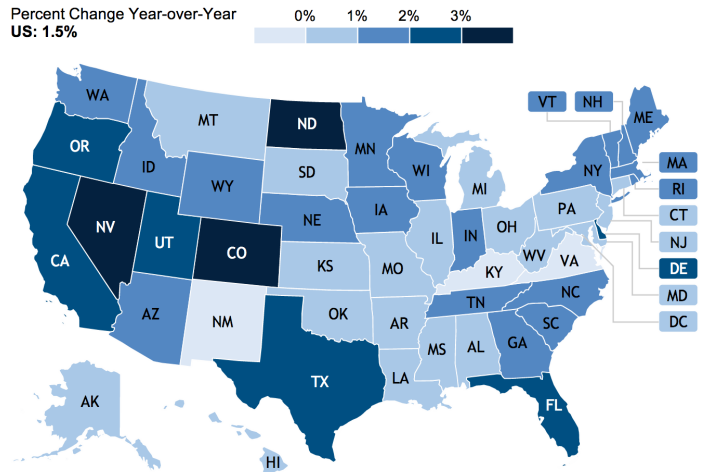 Percent Change Year-over-Year
US: 1.5%
0% 1% 2% 3%
WA
MT
ND
MN
VT
NH
ME
OR
ID
SD
WI
NY
MA
WY
MI
RI
NV
UT
NE
IA
PA
CT
CO
IL
IN
OH
NJ
CA
KS
MO
WV
VA
DE
KY
MD
AZ
NM
OK
AR
TN
NC
DC
SC
MS
AL
GA
TX
LA
FL
AK
HI